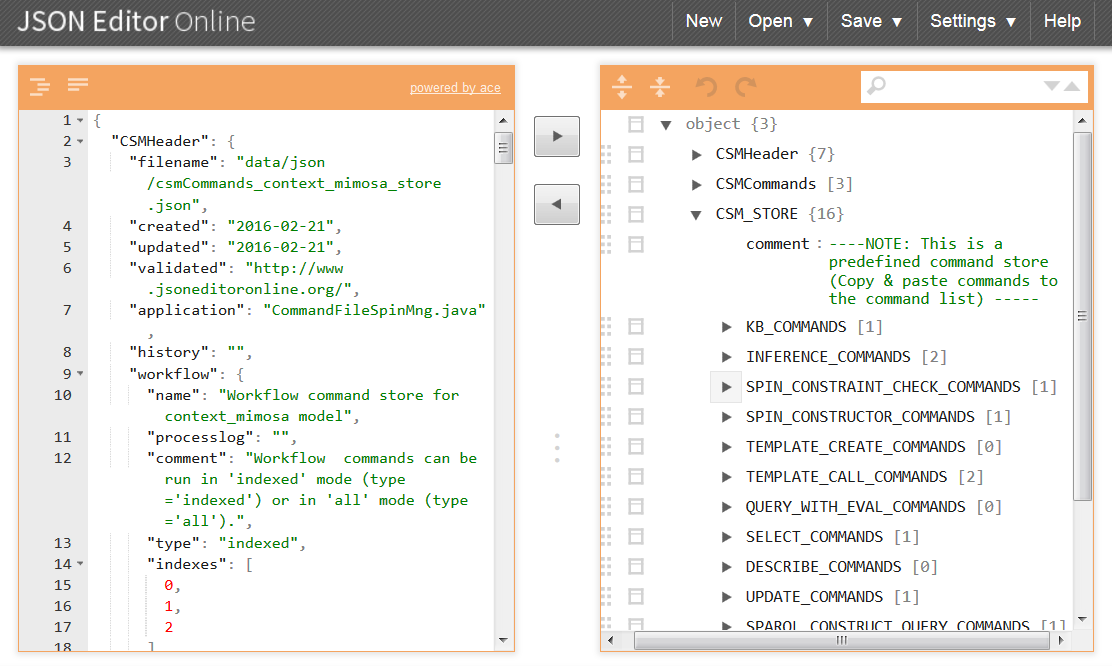 JSON Editor Online
New Open ▼ Save ▼ Settings ▼ Help
powered by ace
1 {
2 "CSMHeader": {
3 "filename": "data/json
/csmCommands_context_mimosa_store
.json",
4 "created": "2016-02-21",
5 "updated": "2016-02-21",
6 "validated": "http://www
.jsoneditoronline.org/",
7 "application": "CommandFileSpinMng.java"
,
8 "history": "",
9 "workflow": {
10 "name": "Workflow command store for
context_mimosa model",
11 "processlog": "",
12 "comment": "Workflow  commands can be
run in 'indexed' mode (type
='indexed') or in 'all' mode (type
='all').",
13 "type": "indexed",
14 "indexes": [
15 0,
16 1,
17 2
18 ]
object {3}
CSMHeader {7}
CSMCommands [3]
CSM_STORE {16}
comment : ----NOTE: This is a
predefined command store
(Copy & paste commands to
the command list) -----
KB_COMMANDS [1]
INFERENCE_COMMANDS [2]
SPIN_CONSTRAINT_CHECK_COMMANDS [1]
SPIN_CONSTRUCTOR_COMMANDS [1]
TEMPLATE_CREATE_COMMANDS [0]
TEMPLATE_CALL_COMMANDS [2]
QUERY_WITH_EVAL_COMMANDS [0]
SELECT_COMMANDS [1]
DESCRIBE_COMMANDS [0]
UPDATE_COMMANDS [1]
SPARQL_CONSTRUCT_QUERY_COMMANDS [1]